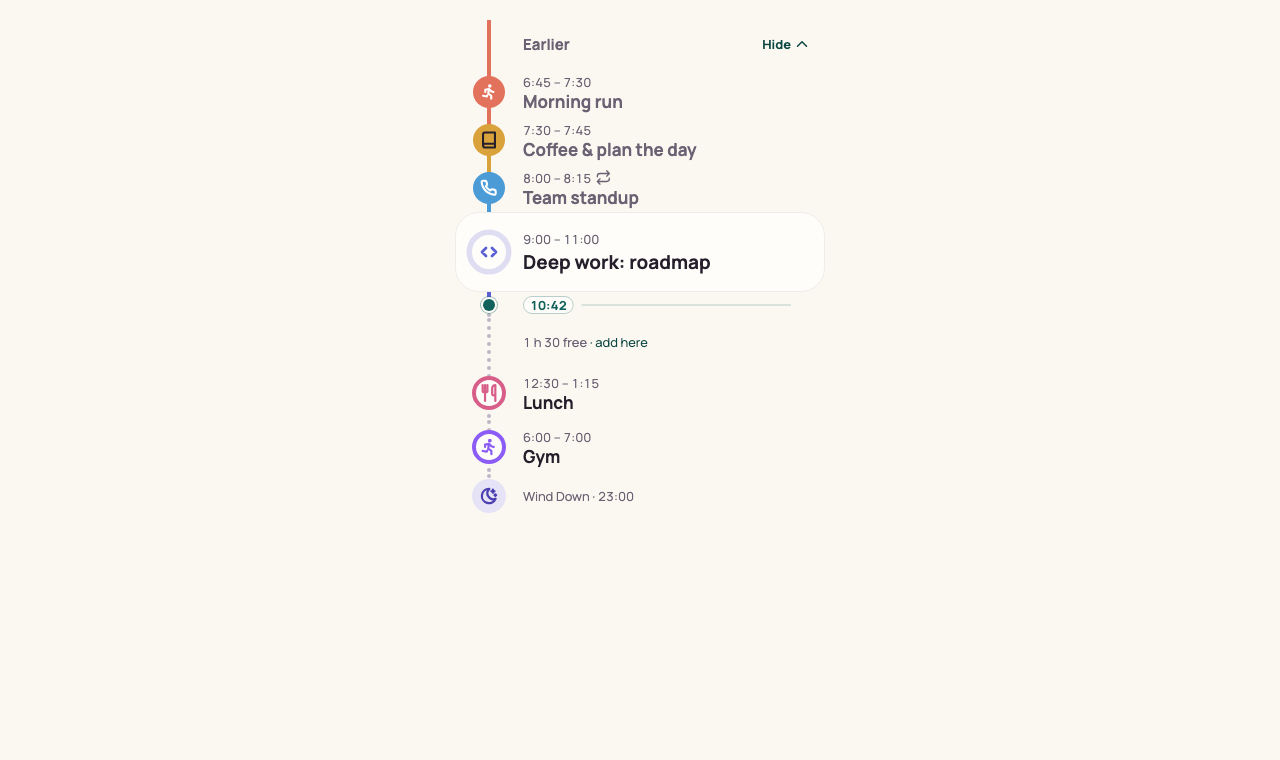 Earlier
Hide
6:45 – 7:30
Morning run
7:30 – 7:45
Coffee & plan the day
8:00 – 8:15
Team standup
9:00 – 11:00
Deep work: roadmap
10:42
1 h 30 free · add here
12:30 – 1:15
Lunch
6:00 – 7:00
Gym
Wind Down · 23:00